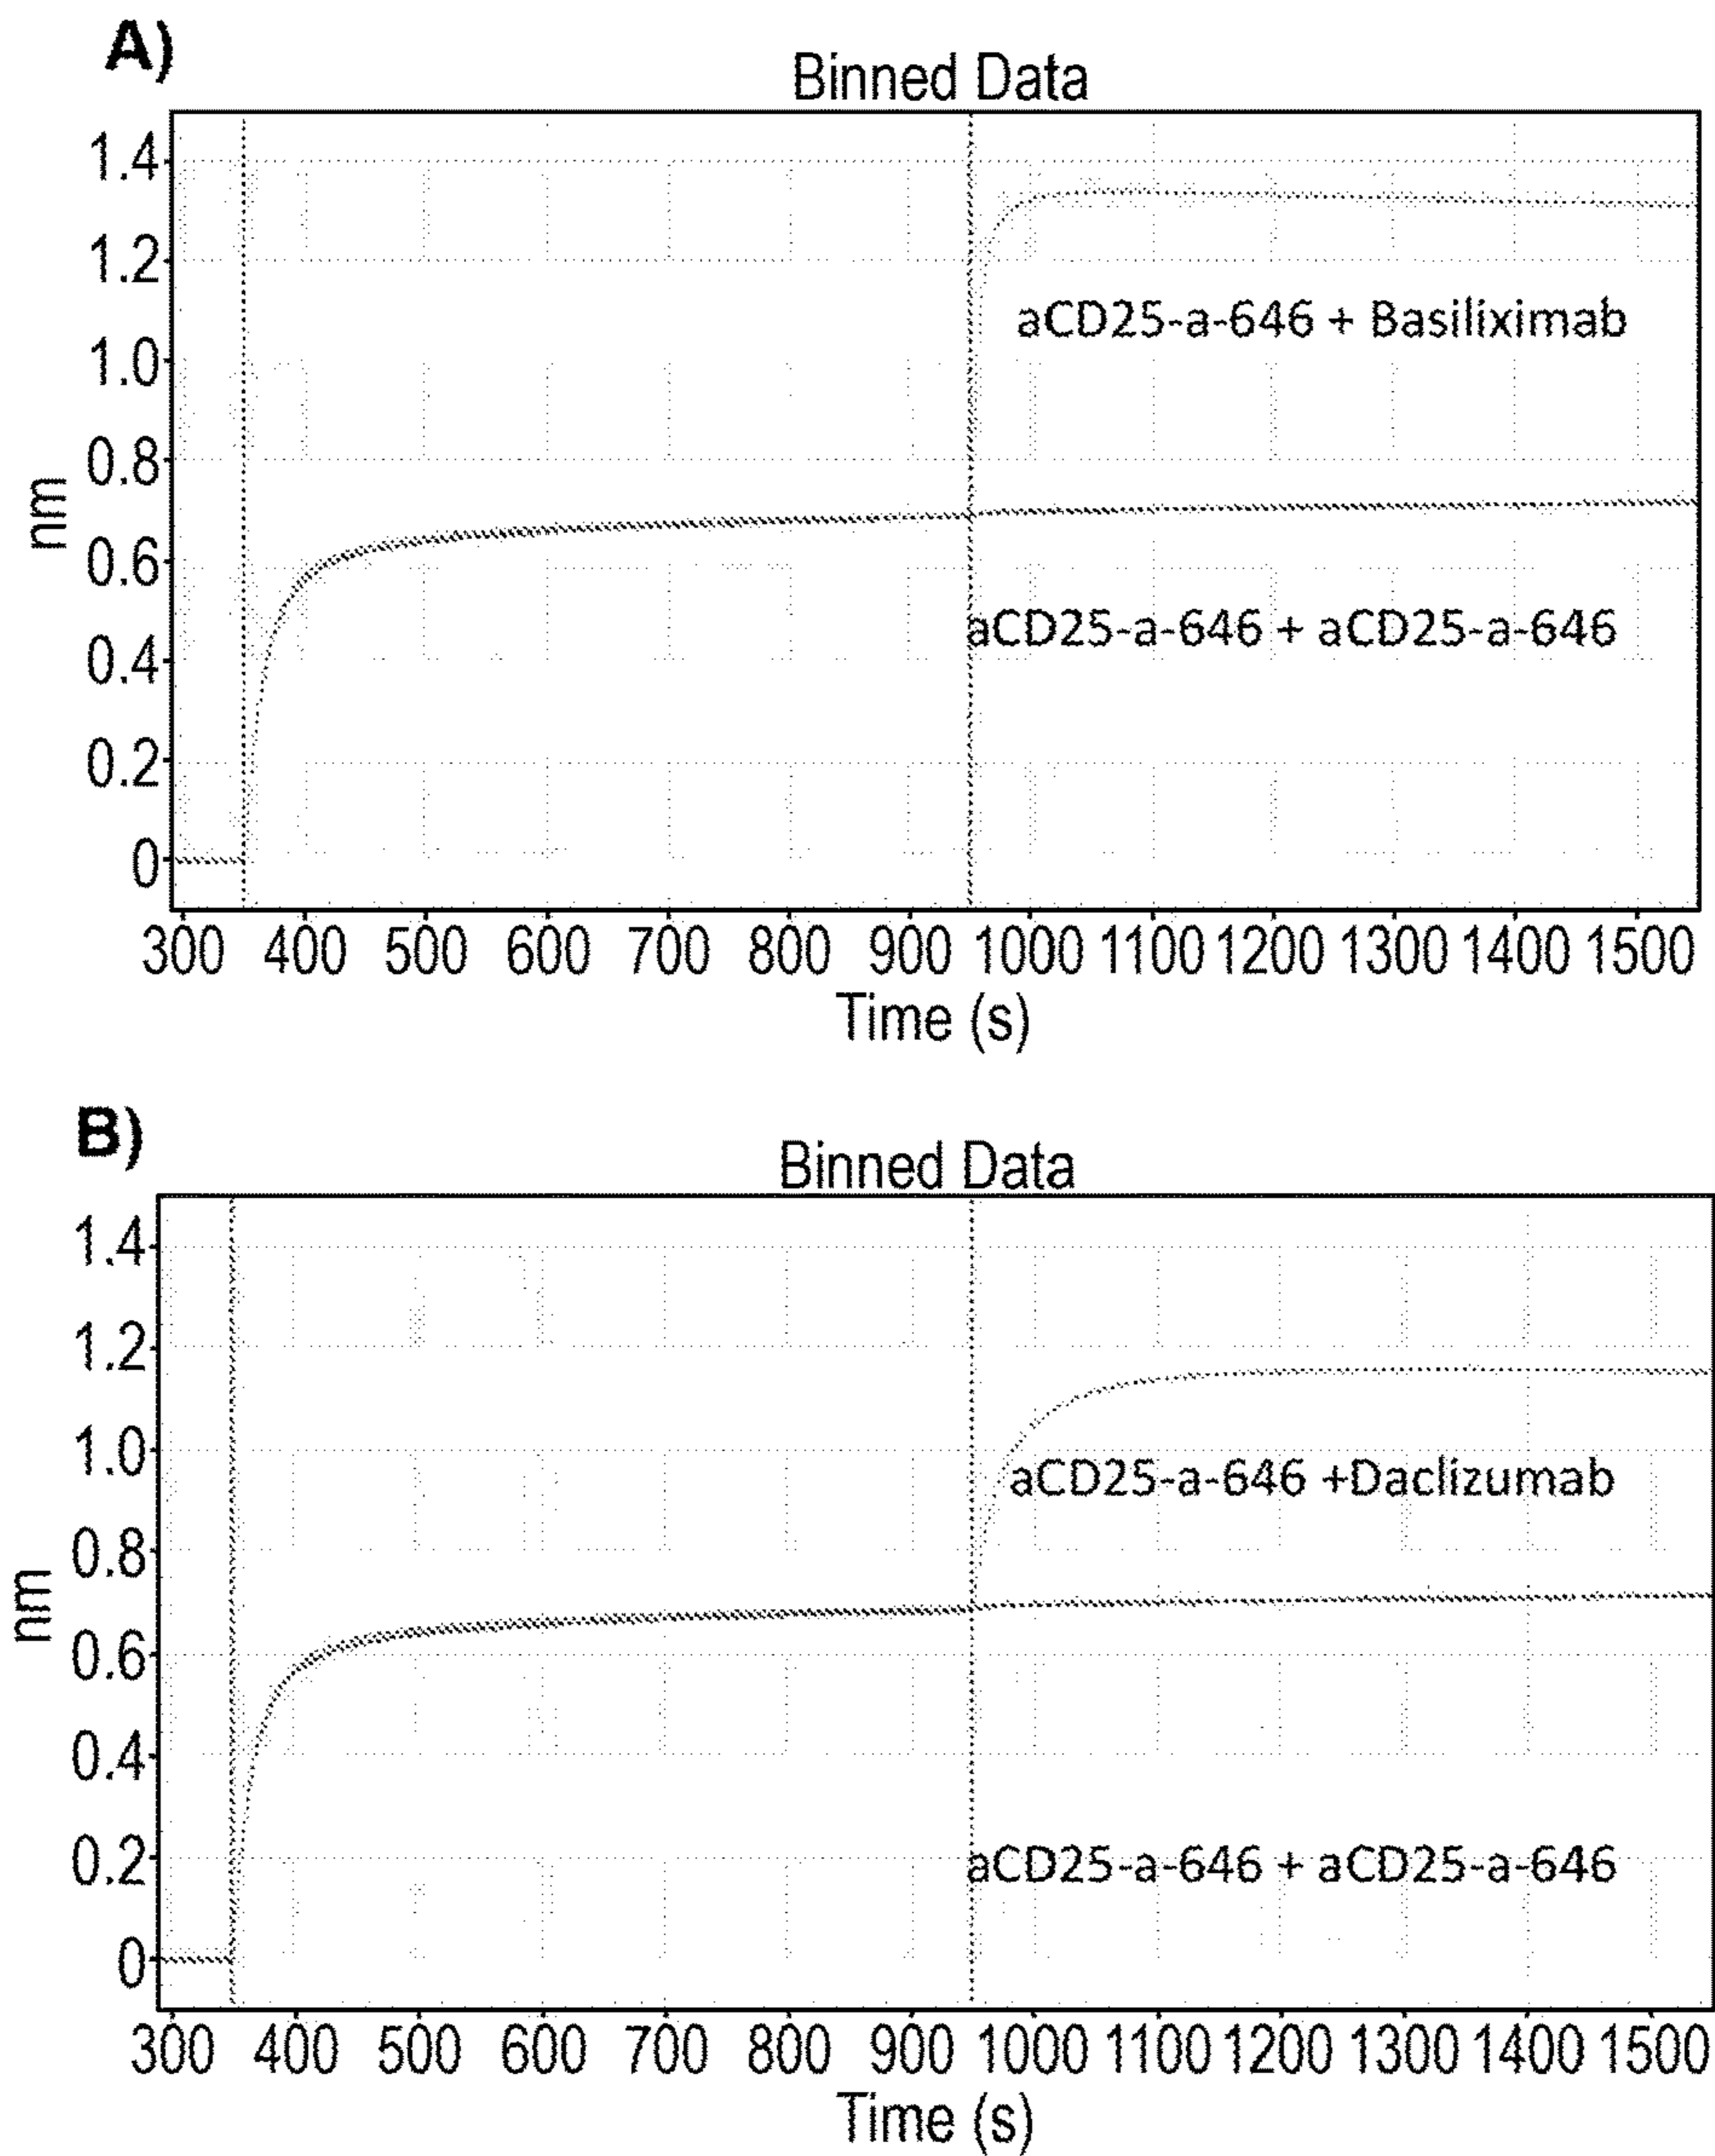 A)
Binned Data
1.4
1.2
1.0
0.8
0.6
0.4
0.2
0
nm
aCD25-a-646 + Basiliximab
aCD25-a-646 + aCD25-a-646
300 400 500 600 700 800 900 1000 1100 1200 1300 1400 1500
Time (s)
B)
Binned Data
1.4
1.2
1.0
0.8
0.6
0.4
0.2
0
nm
aCD25-a-646 +Daclizumab
aCD25-a-646 + aCD25-a-646
300 400 500 600 700 800 900 1000 1100 1200 1300 1400 1500
Time (s)